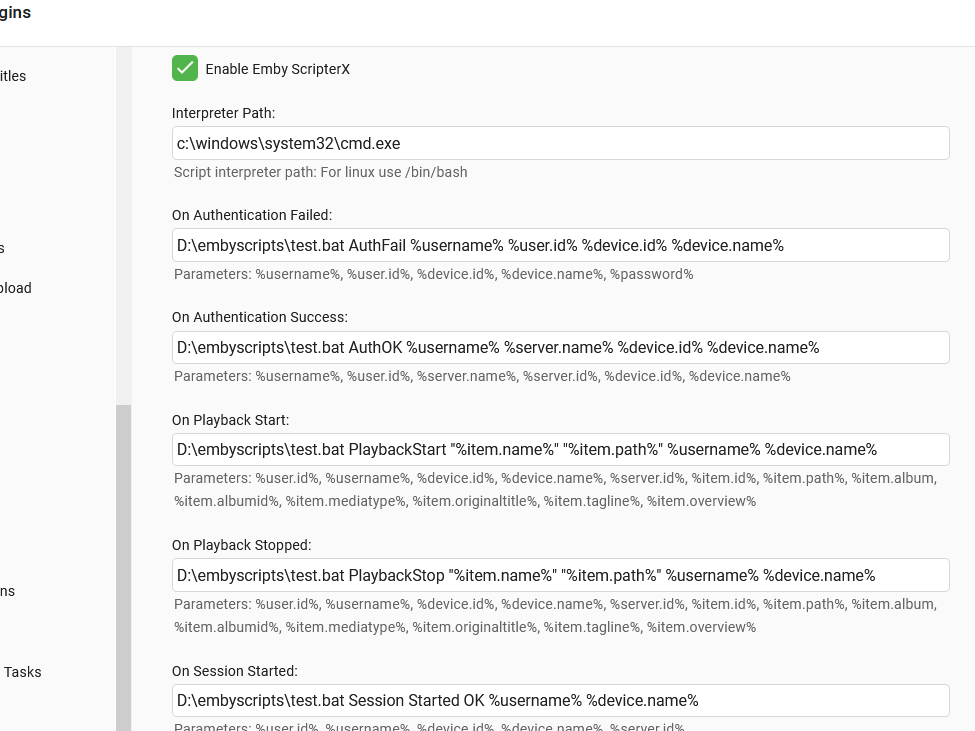 gins
itles
s
pload
ns
Tasks
Enable Emby ScripterX
Interpreter Path:
c:\windows\system32\cmd.exe
Script interpreter path: For linux use /bin/bash
On Authentication Failed:
D:\embyscripts\test.bat AuthFail %username% %user.id% %device.id% %device.name%
Parameters: %username%, %user.id%, %device.id%, %device.name%, %password%
On Authentication Success:
D:\embyscripts\test.bat AuthOK %username% %server.name% %device.id% %device.name%
Parameters: %username%, %user.id%, %server.name%, %server.id%, %device.id%, %device.name%
On Playback Start:
D:\embyscripts\test.bat PlaybackStart "%item.name%" "%item.path%" %username% %device.name%
Parameters: %user.id%, %username%, %device.id%, %device.name%, %server.id%, %item.id%, %item.path%, %item.album,
%item.albumid%, %item.mediatype%, %item.originaltitle%, %item.tagline%, %item.overview%
On Playback Stopped:
D:\embyscripts\test.bat PlaybackStop "%item.name%" "%item.path%" %username% %device.name%
Parameters: %user.id%, %username%, %device.id%, %device.name%, %server.id%, %item.id%, %item.path%, %item.album,
%item.albumid%, %item.mediatype%, %item.originaltitle%, %item.tagline%, %item.overview%
On Session Started:
D:\embyscripts\test.bat Session Started OK %username% %device.name%
Parameters: %user.id%, %username%, %device.id%, %device.name%, %server.id%